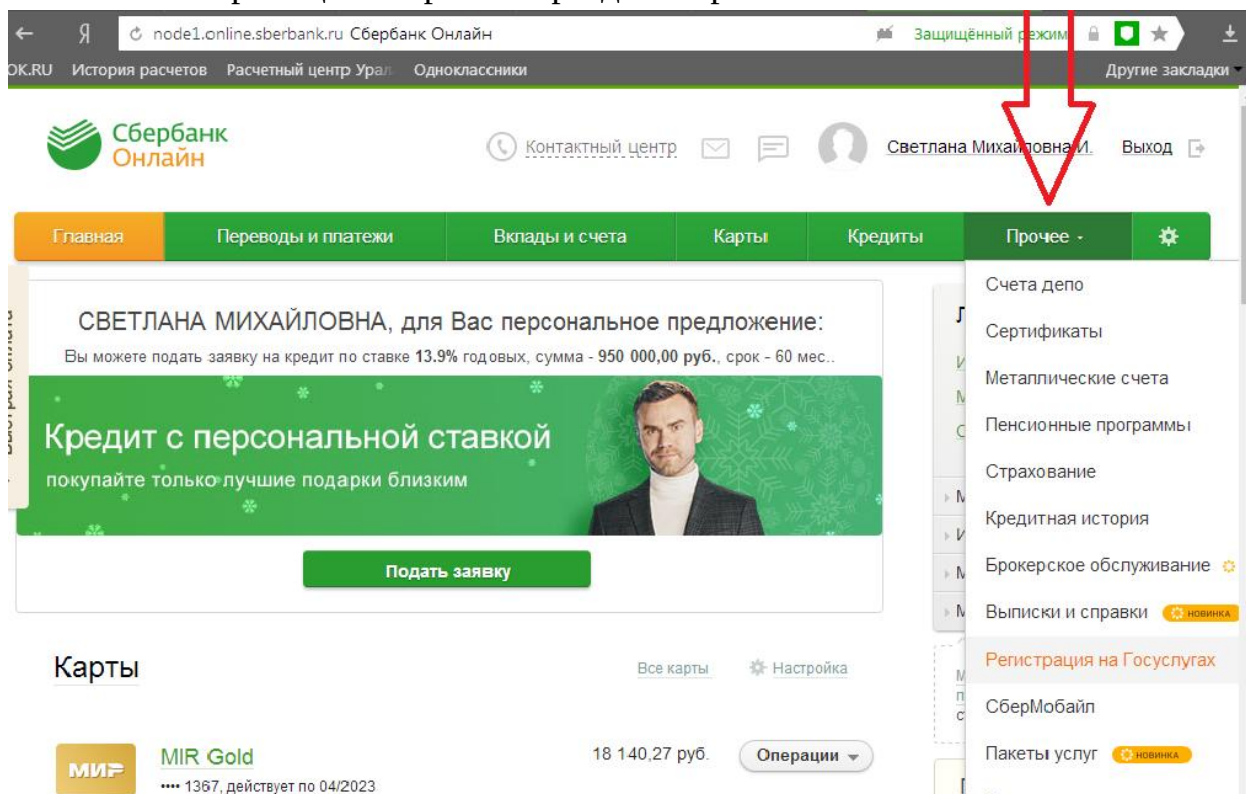 Я node1.online.sberbank.ru Сбербанк Онлайн Защищённый режим
OK.RU История расчетов Расчетный центр Урал Одноклассники Другие закладки
Сбербанк
Онлайн
Контактный центр Светлана Михайловна И. Выход
Главная Переводы и платежи Вклады и счета Карты Кредиты Прочее
СВЕТЛАНА МИХАЙЛОВНА, для Вас персональное предложение:
Вы можете подать заявку на кредит по ставке 13.9% годовых, сумма - 950 000,00 руб., срок - 60 мес..
Кредит с персональной ставкой
покупайте только лучшие подарки близким
Подать заявку
Счета депо
Сертификаты
Металлические счета
Пенсионные программы
Страхование
Кредитная история
Брокерское обслуживание
Выписки и справки НОВИНКА
Регистрация на Госуслугах
СберМобайл
Пакеты услуг НОВИНКА
Карты Все карты Настройка
МИР MIR Gold 18 140,27 руб. Операции
•••• 1367, действует по 04/2023